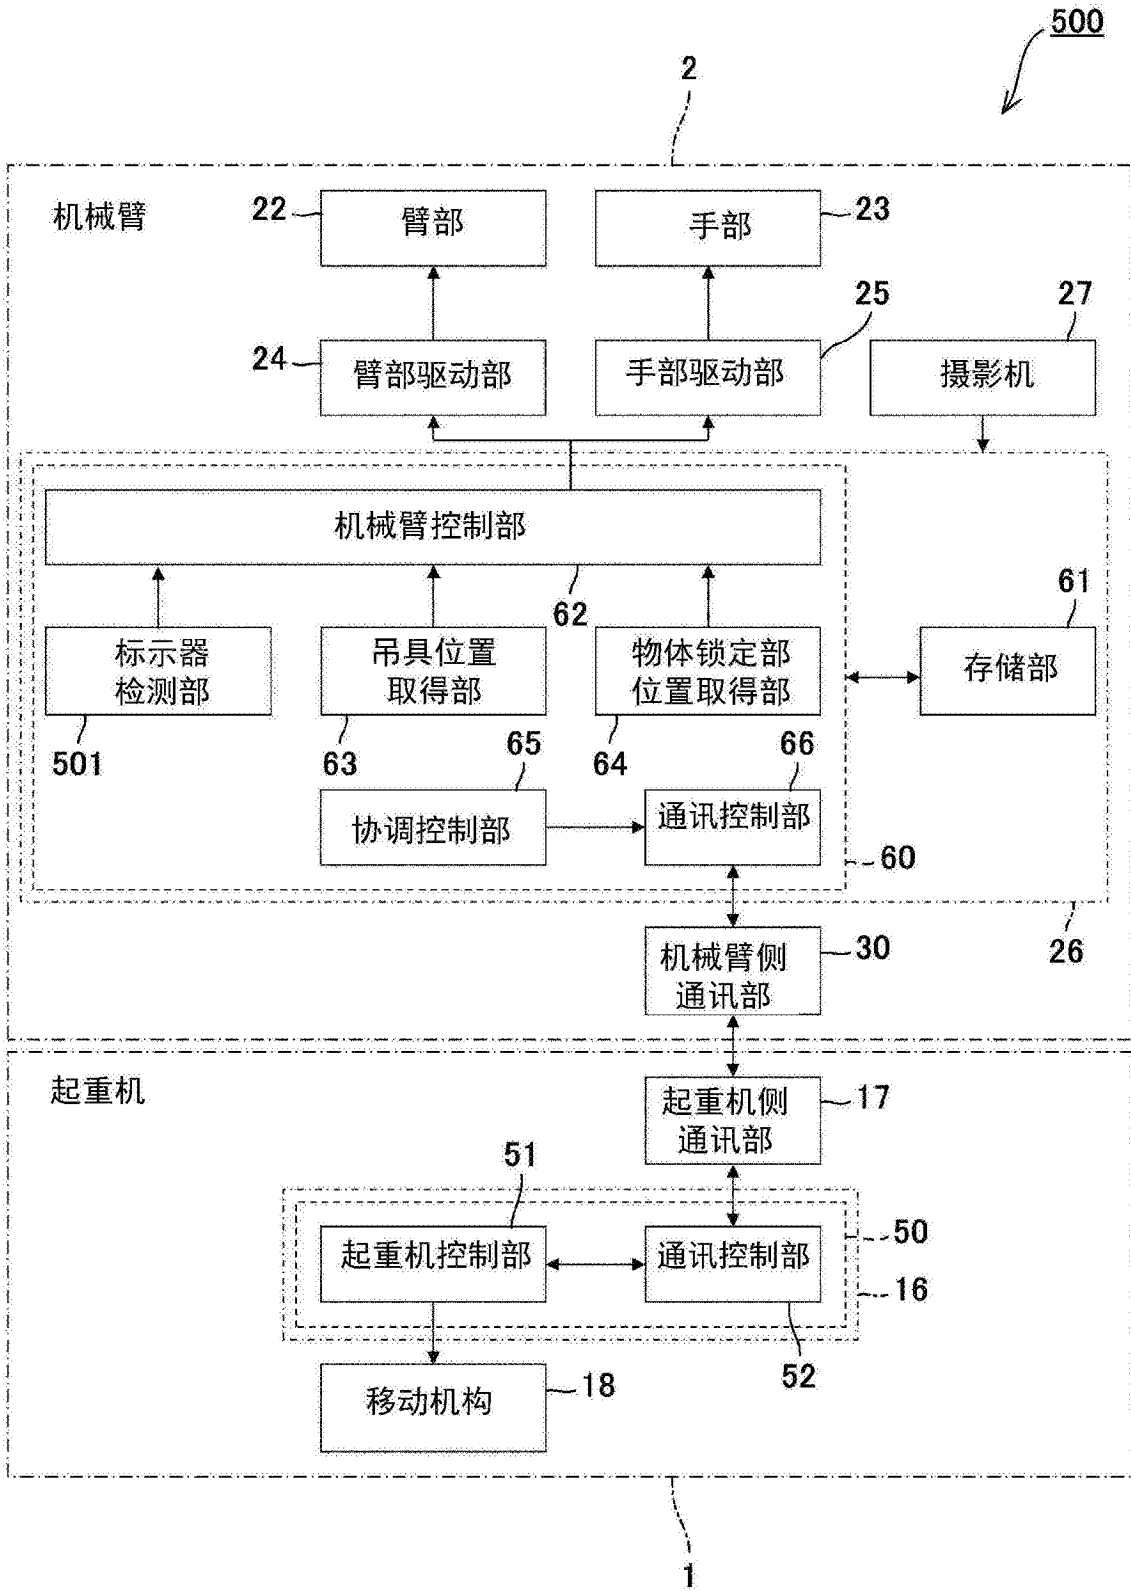 500
2
机械臂
22
臂部
手部
23
24
臂部驱动部
手部驱动部
25
27
摄影机
机械臂控制部
62
61
标示器
检测部
501
吊具位置
取得部
63
物体锁定部
位置取得部
64
存储部
65
协调控制部
66
通讯控制部
60
26
机械臂侧
通讯部
30
起重机
起重机侧
通讯部
17
51
起重机控制部
通讯控制部
50
16
52
移动机构
18
1